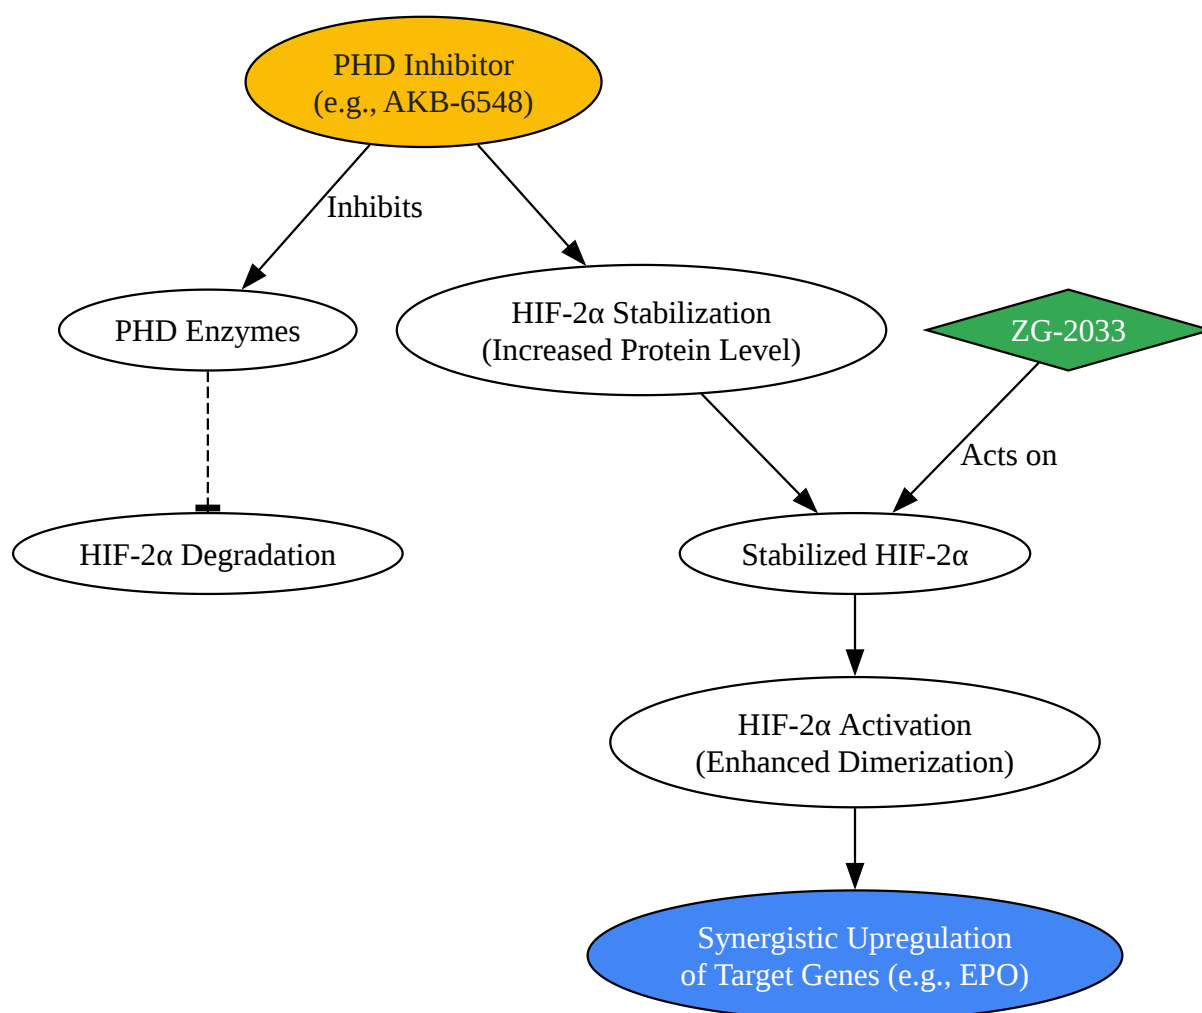 PHD Inhibitor
(e.g., AKB-6548)
Inhibits
PHD Enzymes
HIF-2α Stabilization
(Increased Protein Level)
ZG-2033
Acts on
HIF-2α Degradation
Stabilized HIF-2α
HIF-2α Activation
(Enhanced Dimerization)
Synergistic Upregulation
of Target Genes (e.g., EPO)